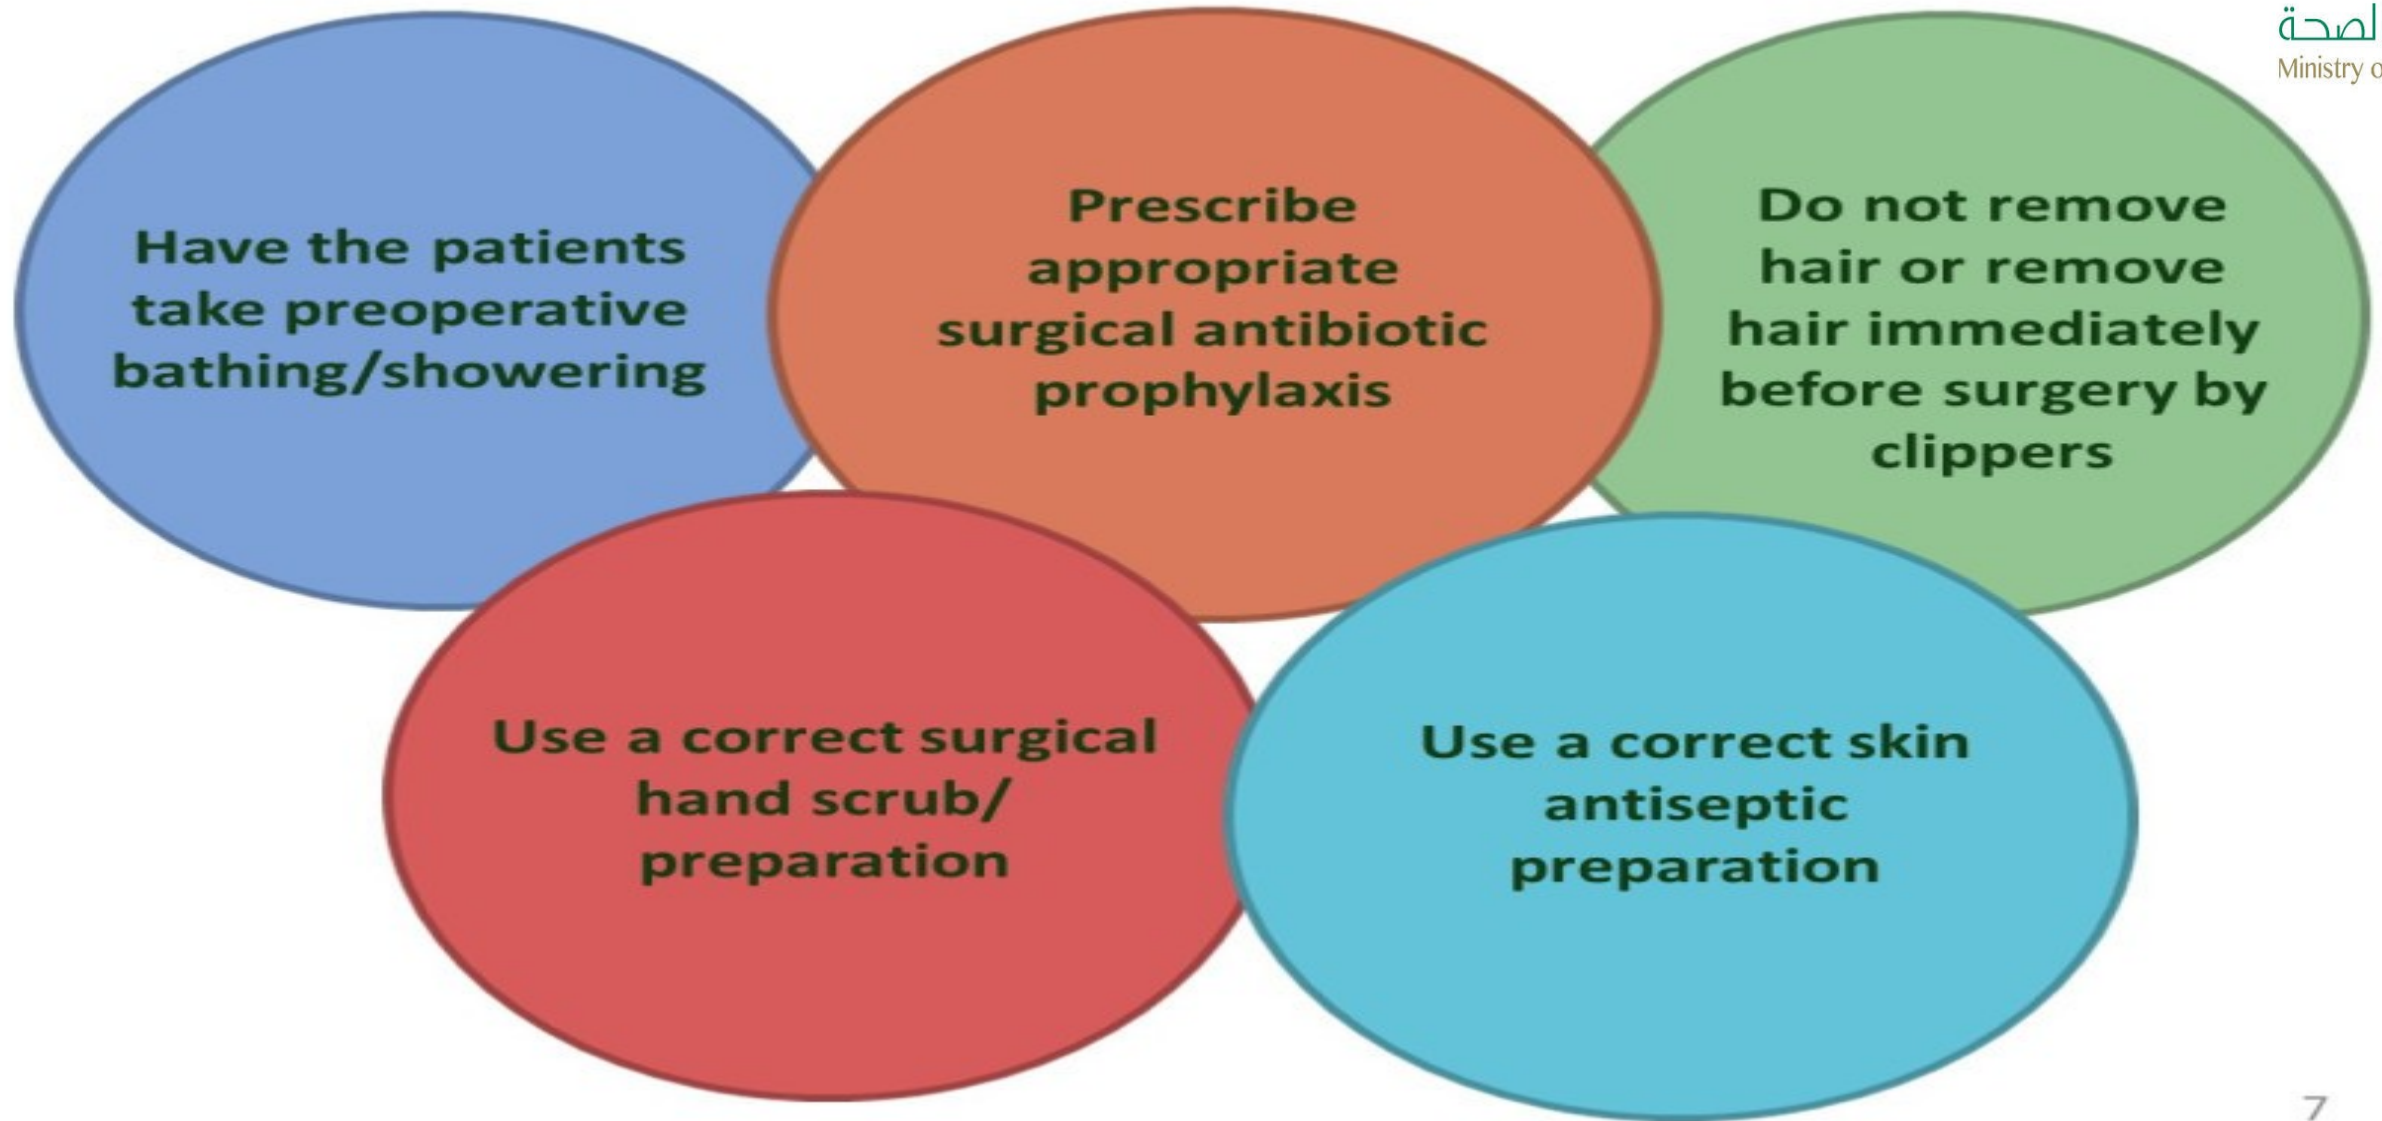 لصحة
Ministry o
Have the patients
take preoperative
bathing/showering
Prescribe
appropriate
surgical antibiotic
prophylaxis
Do not remove
hair or remove
hair immediately
before surgery by
clippers
Use a correct surgical
hand scrub/
preparation
Use a correct skin
antiseptic
preparation
7